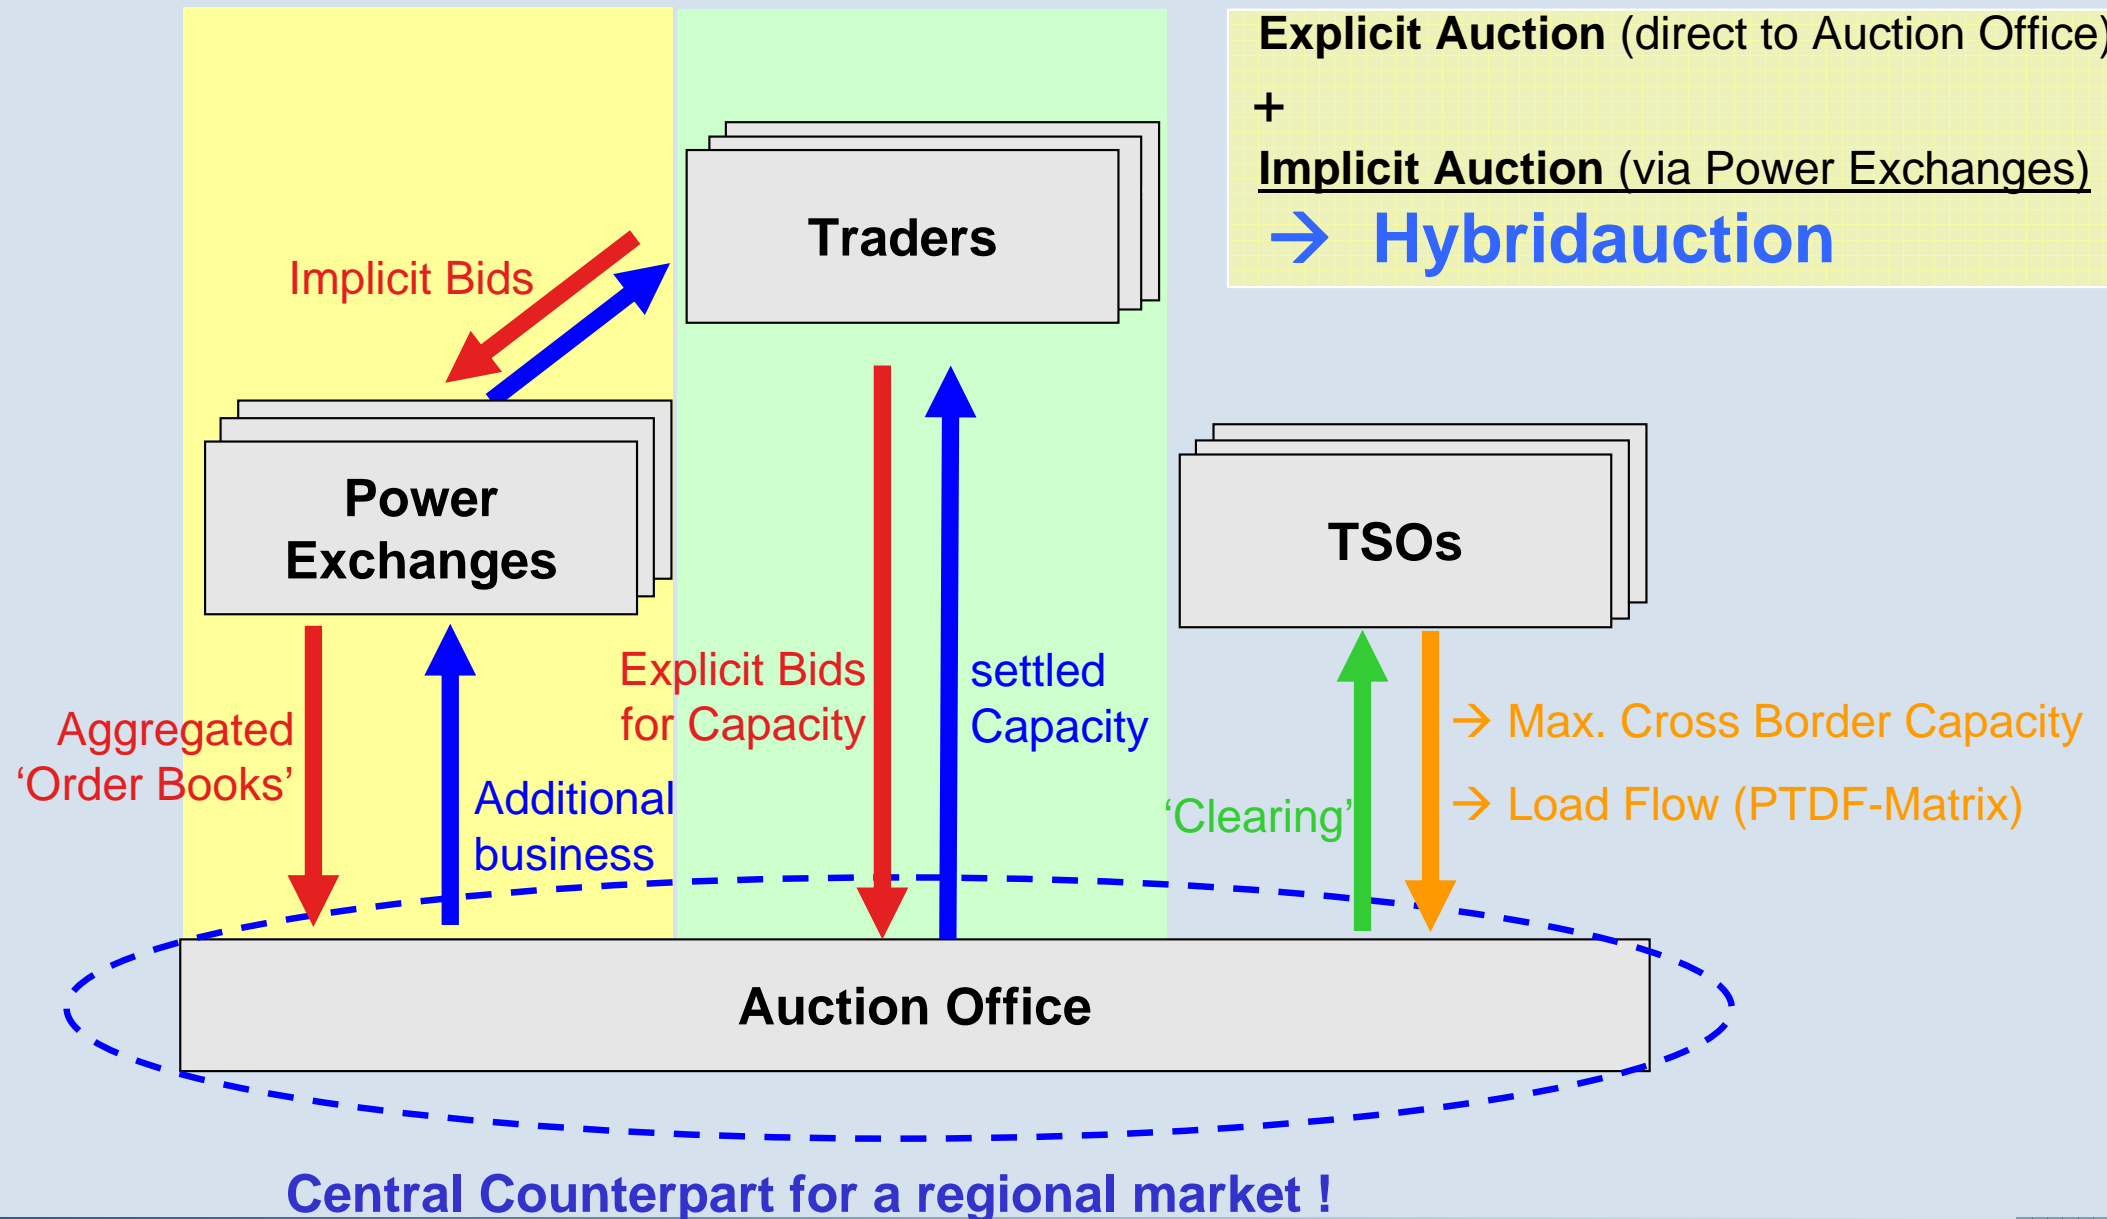 Explicit Auction (direct to Auction Office)
+
Implicit Auction (via Power Exchanges)
→ Hybridauction
Traders
Implicit Bids
Power
Exchanges
TSOs
Explicit Bids
for Capacity
settled
Capacity
Aggregated
‘Order Books’
Additional
business
‘Clearing’
→ Max. Cross Border Capacity
→ Load Flow (PTDF-Matrix)
Auction Office
Central Counterpart for a regional market !